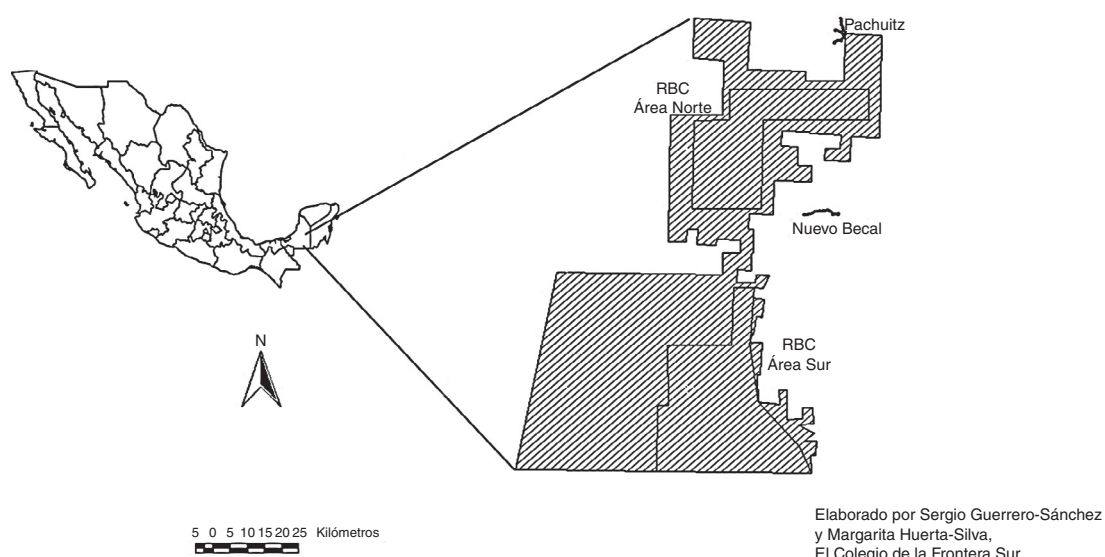 Pachuitz
RBC
Área Norte
Nuevo Becal
RBC
Área Sur
N
5 0 5 10 15 20 25 Kilómetros
Elaborado por Sergio Guerrero-Sánchez
y Margarita Huerta-Silva,
El Colegio de la Frontera Sur